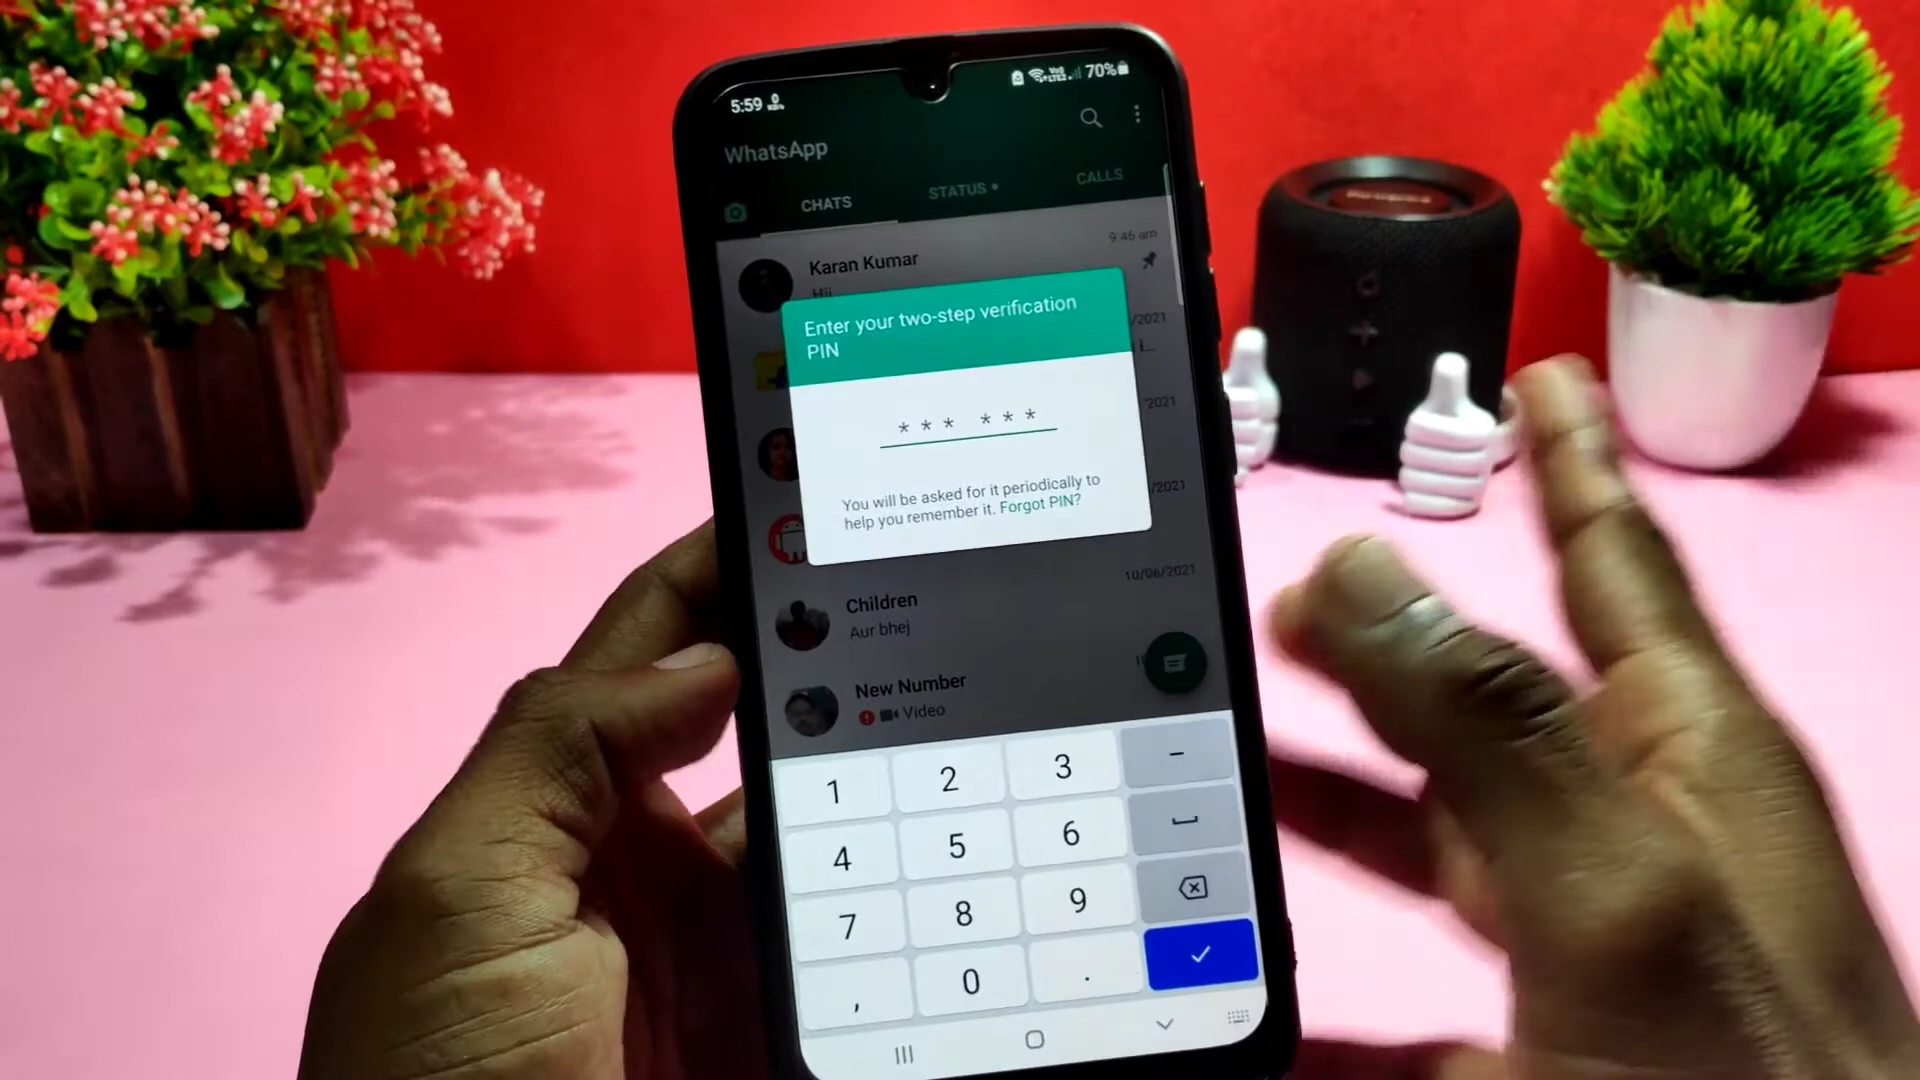 5:59
70%
WhatsApp
CHATS
STATUS
CALLS
Karan Kumar
9:46 am
Hii
Enter your two-step verification
PIN
/2021
*** ***
/2021
/2021
You will be asked for it periodically to
help you remember it. Forgot PIN?
10/06/2021
Children
Aur bhej
New Number
Video
1 2 3 -
4 5 6
7 8 9
, 0 .